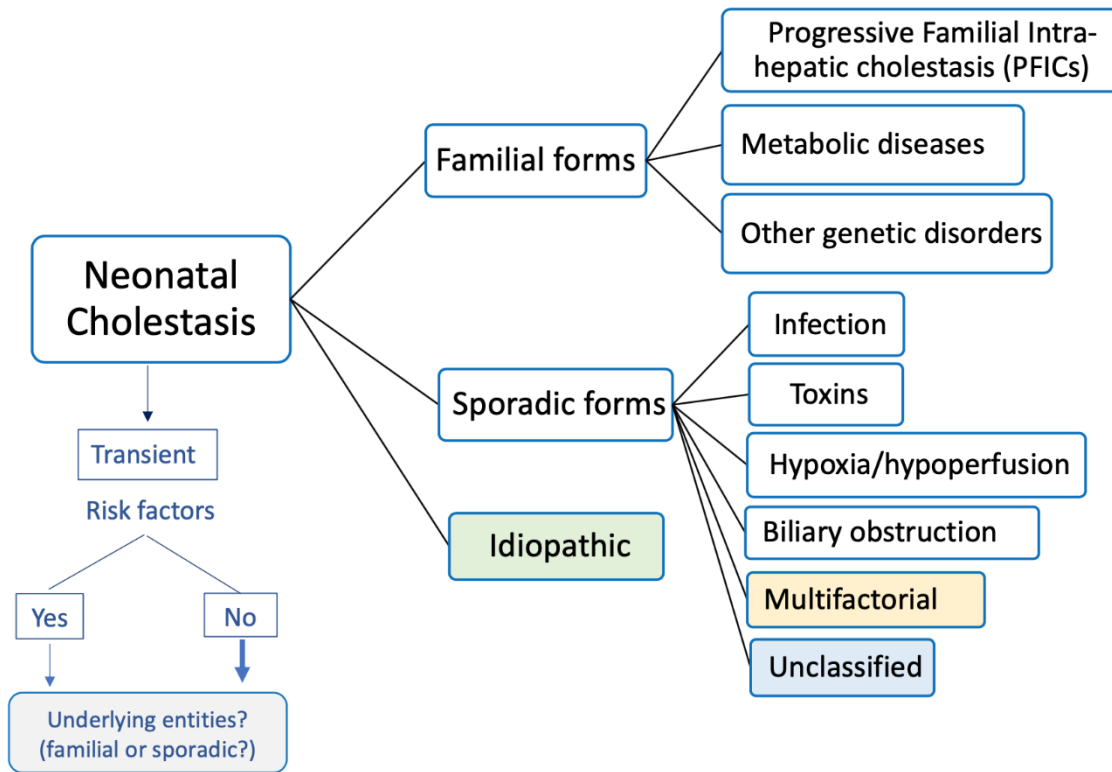 Progressive Familial Intra-
hepatic cholestasis (PFICs)
Familial forms
Metabolic diseases
Other genetic disorders
Neonatal
Cholestasis
Infection
Sporadic forms
Toxins
Transient
Hypoxia/hypoperfusion
Risk factors
Biliary obstruction
Idiopathic
Multifactorial
Yes
No
Unclassified
Underlying entities?
(familial or sporadic?)